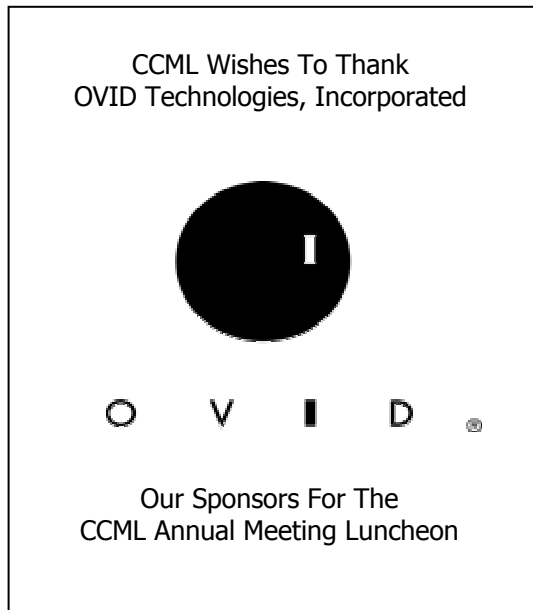 CCML Wishes To Thank
OVID Technologies, Incorporated
I
O V I D ®
Our Sponsors For The
CCML Annual Meeting Luncheon